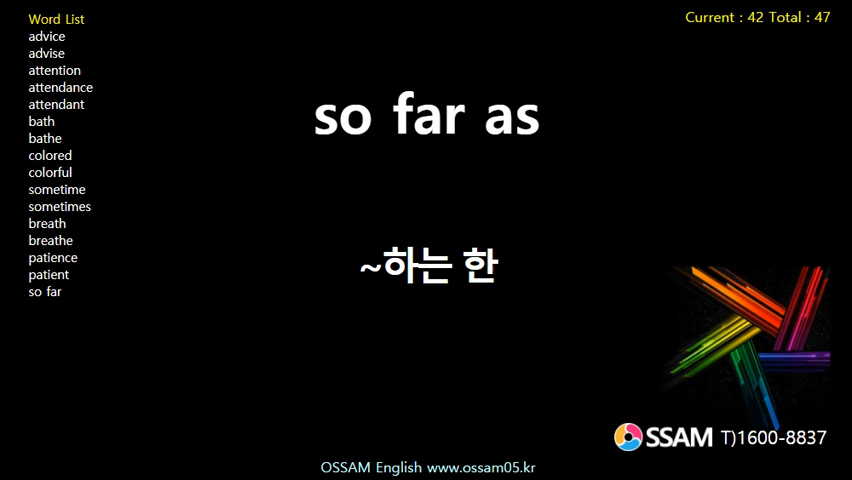 Word List
advice
advise
attention
attendance
attendant
bath
bathe
colored
colorful
sometime
sometimes
breath
breathe
patience
patient
so far
Current : 42 Total : 47
so far as
~하는 한
OSSAM T)1600-8837
OSSAM English www.ossam05.kr